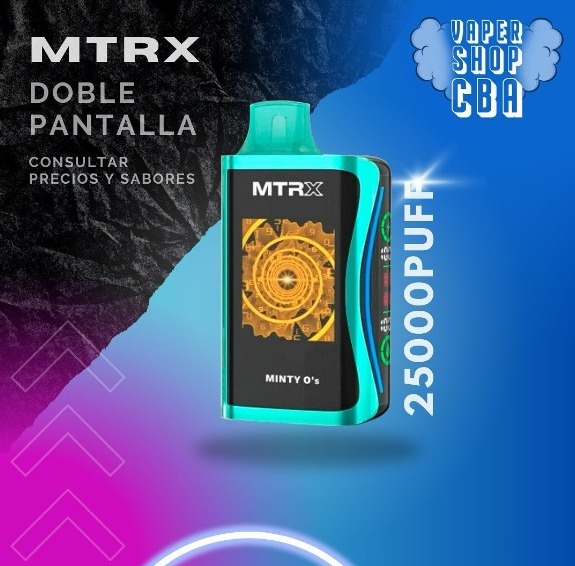 MTRX
DOBLE
PANTALLA
CONSULTAR
PRECIOS Y SABORES
VAPER
SHOP
CBA
MTRX
MINTY O's
25000PUFF